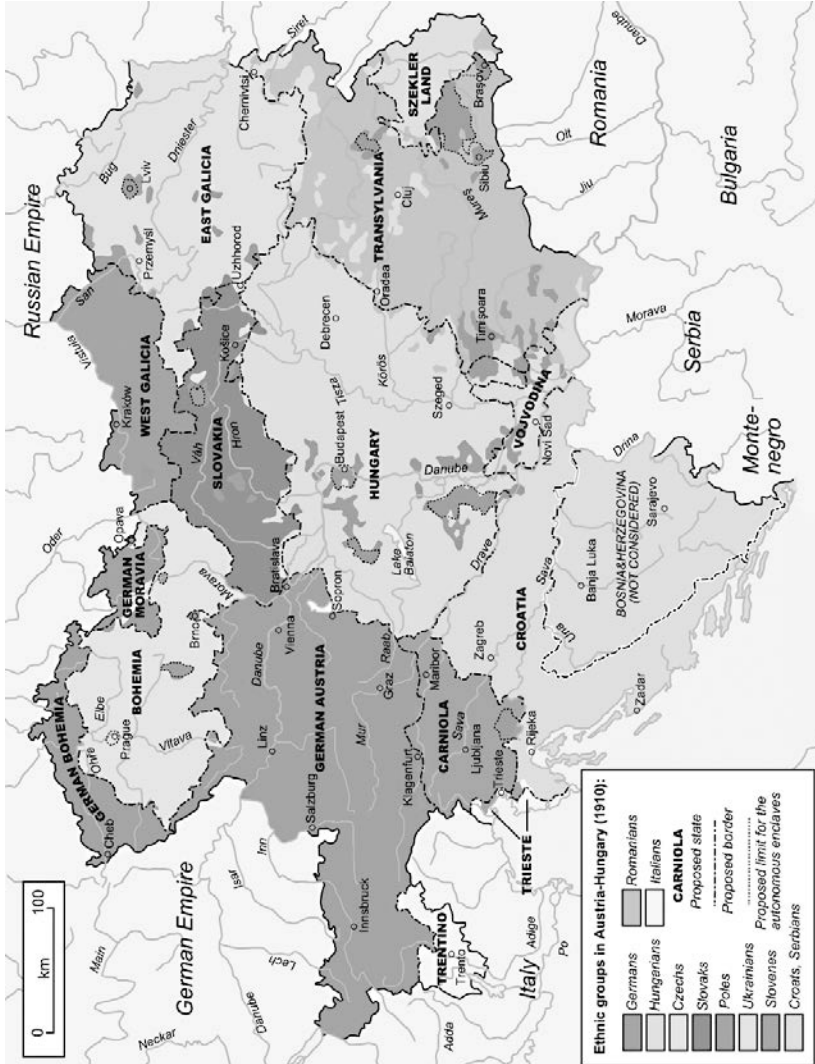 Russian Empire
Siret
Danube
Bug
Lviv
Dniester
Chernivtsi
EAST GALICIA
Przemyśl
San
Uzhhorod
SZEKLER
LAND
Brașov
Sibiu
TRANSYLVANIA
Cluj
Mureș
Oradea
Timișoara
Olt
Romania
Jiu
Bulgaria
Vistula
Kraków
WEST GALICIA
Košice
SLOVAKIA
Váh
Hron
Debrecen
Tisza
Körös
Budapest
HUNGARY
Szeged
Danube
VOJVODINA
Novi Sad
Morava
Serbia
Oder
Opava
GERMAN
MORAVIA
Morava
Bratislava
Sopron
Lake
Balaton
Drave
Drina
Monte-
negro
Sarajevo
BOSNIA&HERZEGOVINA
(NOT CONSIDERED)
Banja Luka
Sava
Una
CROATIA
Zagreb
Zadar
GERMAN BOHEMIA
BOHEMIA
Brno
Elbe
Prague
Ohře
Vltava
Cheb
Danube
Vienna
Linz
GERMAN AUSTRIA
Raab
Graz
Mur
Maribor
Klagenfurt
CARNIOLA
Sava
Ljubljana
Rijeka
Trieste
TRIESTE
Salzburg
Inn
Isar
German Empire
Innsbruck
Lech
Main
Danube
Neckar
TRENTINO
Trento
Italy
Adige
Po
Adda
0
100
km
Ethnic groups in Austria-Hungary (1910):
Germans
Hungarians
Czechs
Slovaks
Poles
Ukrainians
Slovenes
Croats, Serbians
Romanians
Italians
CARNIOLA
Proposed state
Proposed border
Proposed limit for the
autonomous enclaves